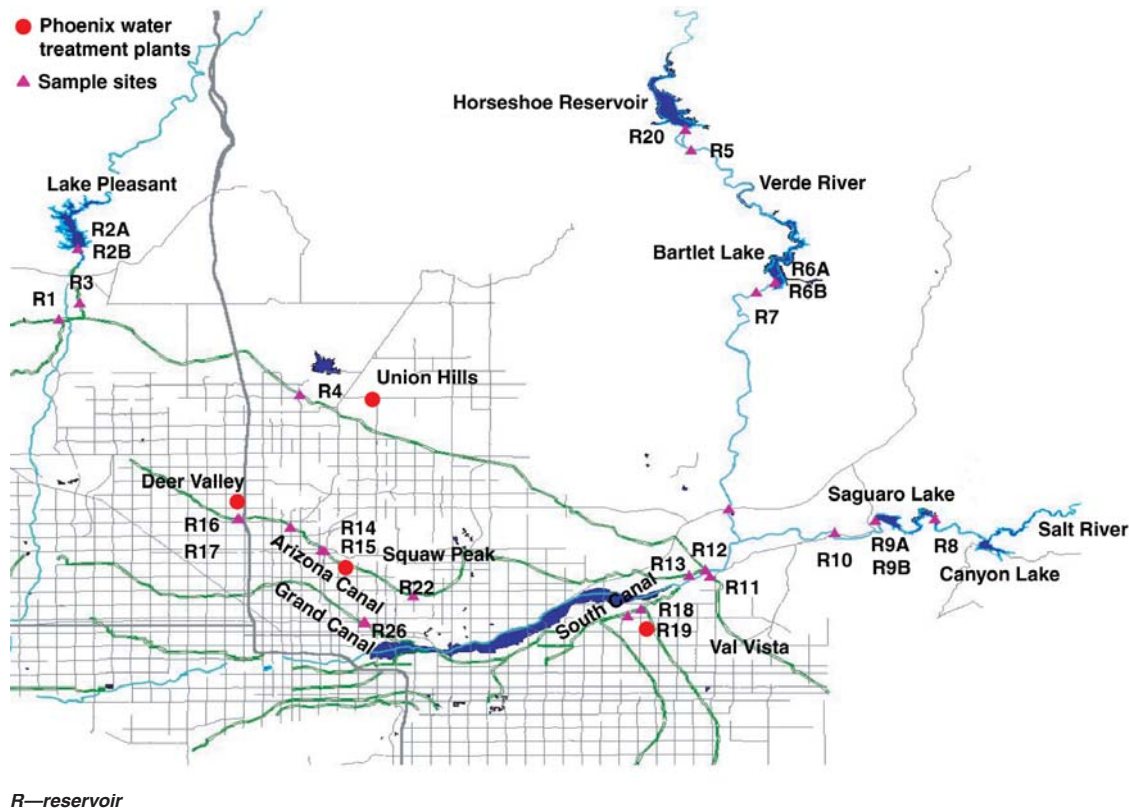 Phoenix water
treatment plants
Sample sites
Horseshoe Reservoir
R20
R5
Lake Pleasant
Verde River
R2A
R2B
Bartlet Lake
R6A
R6B
R3
R1
R7
Union Hills
R4
Deer Valley
Saguaro Lake
R16
R14
Salt River
R17
R15
Arizona Canal
Squaw Peak
R12
R10
R9A
R8
R13
R9B
Canyon Lake
R22
R11
Grand Canal
South Canal
R18
R26
R19
Val Vista
R—reservoir